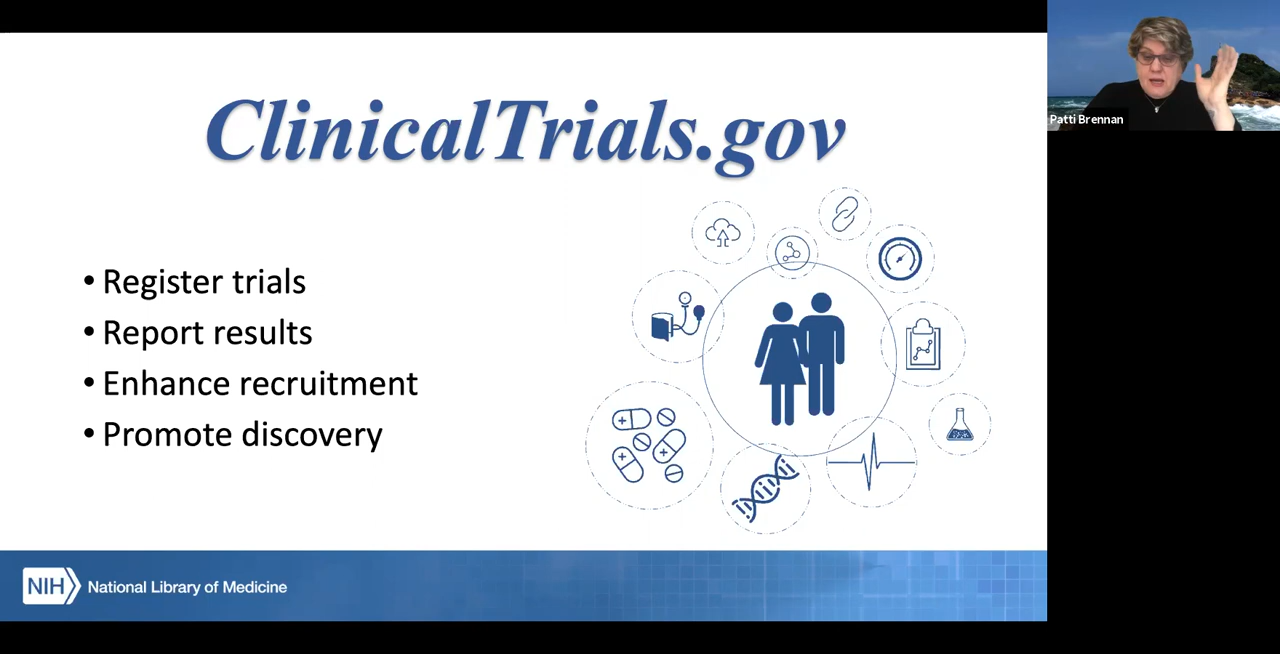 ClinicalTrials.gov
Patti Brennan
• Register trials
• Report results
• Enhance recruitment
• Promote discovery
NIH National Library of Medicine